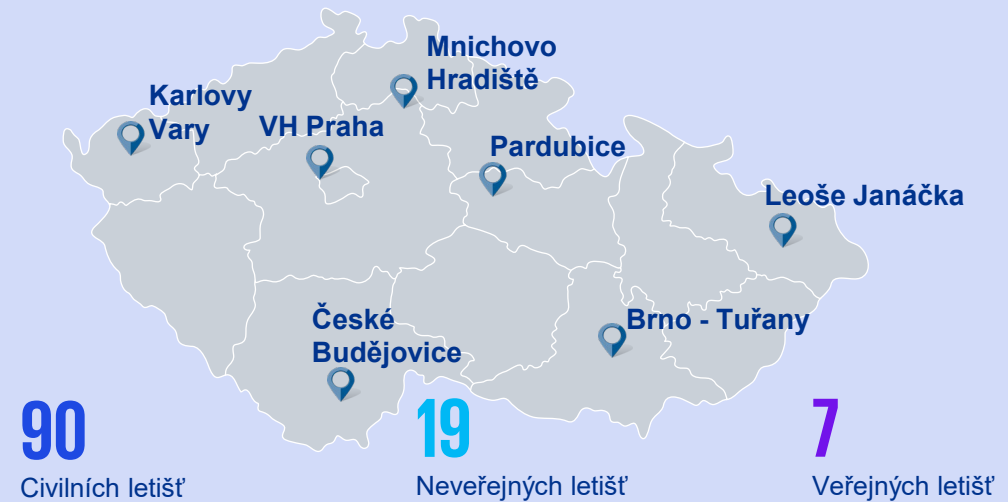 Mnichovo
Hradiště
Karlovy
Vary
VH Praha
Pardubice
Leoše Janáčka
České
Budějovice
Brno - Tuřany
90
Civilních letišť
19
Neveřejných letišť
7
Veřejných letišť